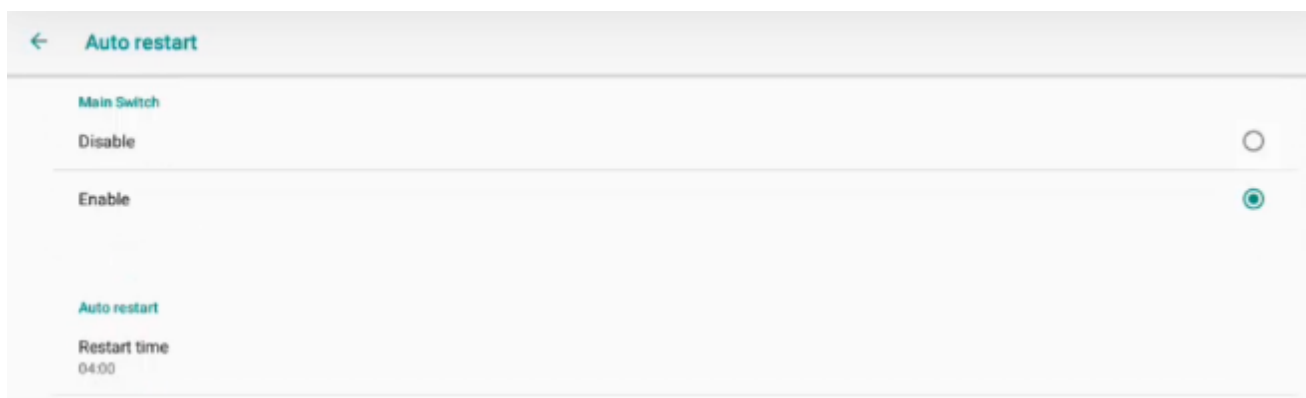 Auto restart
Main Switch
Disable
Enable
Auto restart
Restart time
04:00